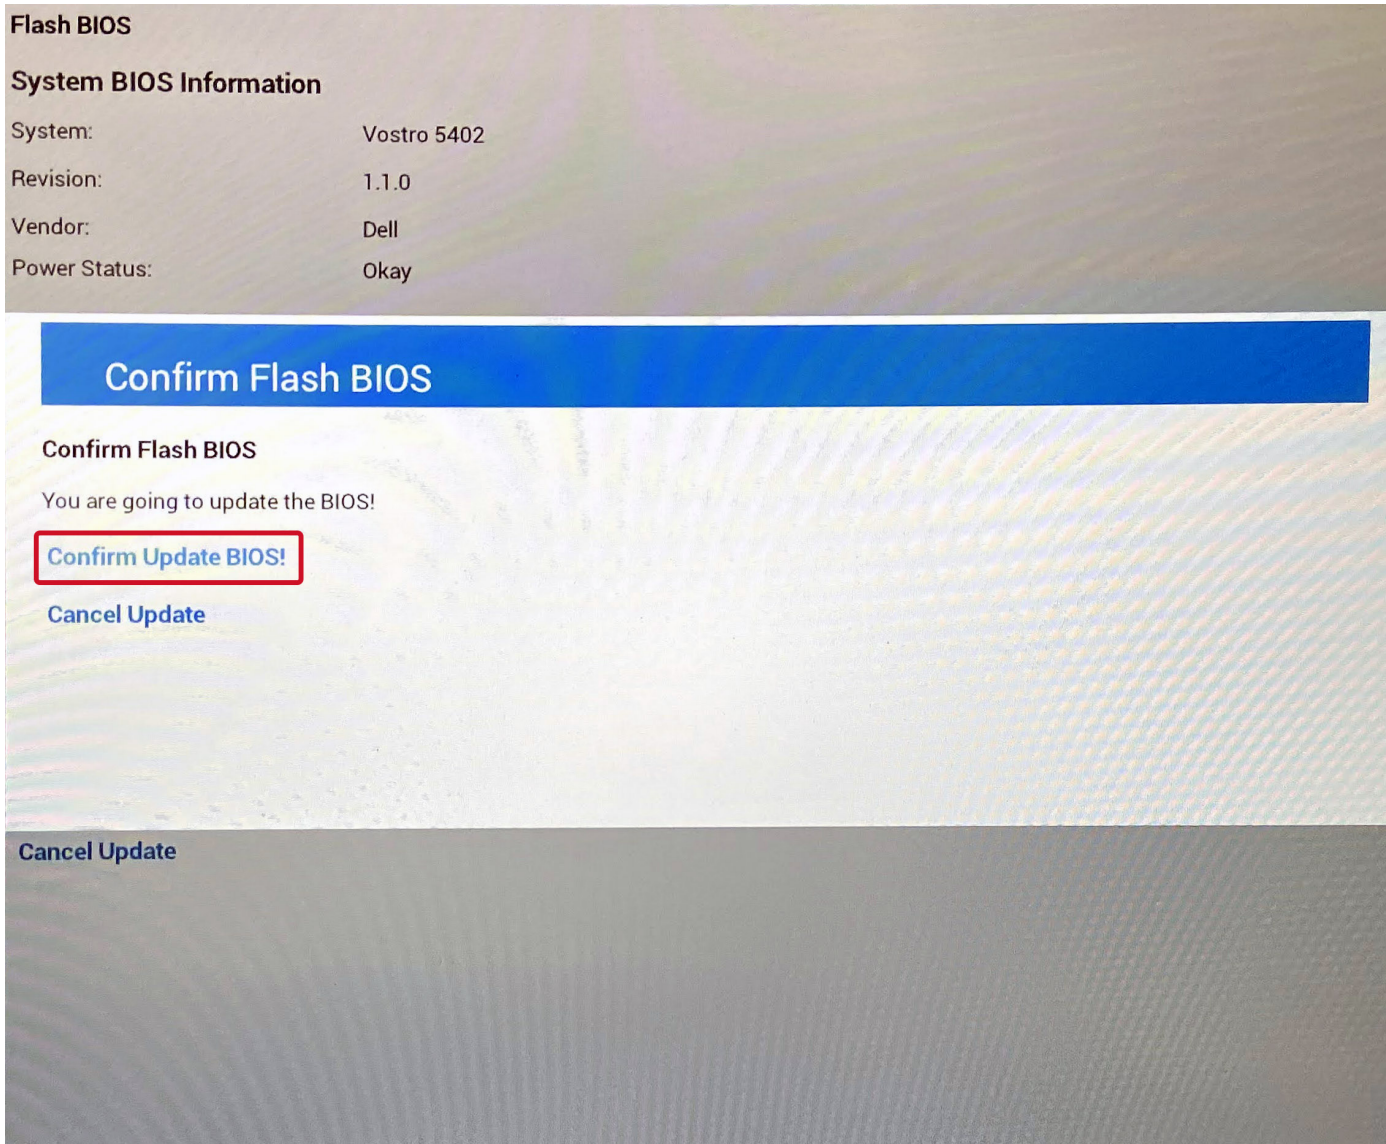 Flash BIOS
System BIOS Information
System: Vostro 5402
Revision: 1.1.0
Vendor: Dell
Power Status: Okay
Confirm Flash BIOS
Confirm Flash BIOS
You are going to update the BIOS!
Confirm Update BIOS!
Cancel Update
Cancel Update